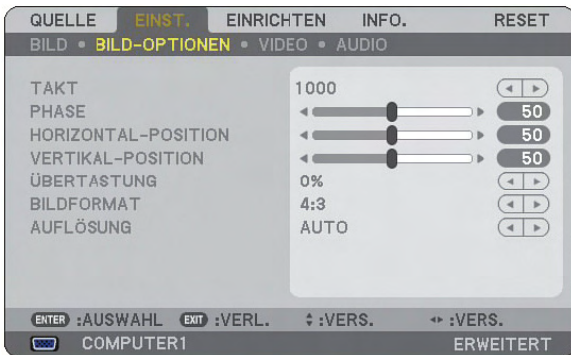 QUELLE EINST. EINRICHTEN INFO. RESET
BILD • BILD-OPTIONEN • VIDEO • AUDIO
TAKT 1000
PHASE 50
HORIZONTAL-POSITION 50
VERTIKAL-POSITION 50
ÜBERTASTUNG 0%
BILDFORMAT 4:3
AUFLÖSUNG AUTO
ENTER :AUSWAHL EXIT :VERL. :VERS. :VERS.
COMPUTER1 ERWEITERT